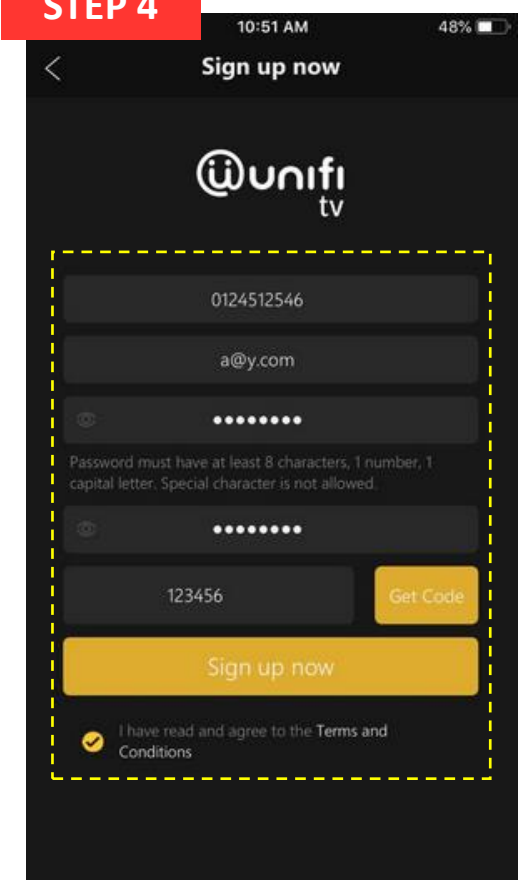 STEP 4
10:51 AM 48%
Sign up now
unifi
tv
0124512546
a@y.com
••••••••
Password must have at least 8 characters, 1 number, 1
capital letter. Special character is not allowed.
••••••••
123456 Get Code
Sign up now
I have read and agree to the Terms and
Conditions